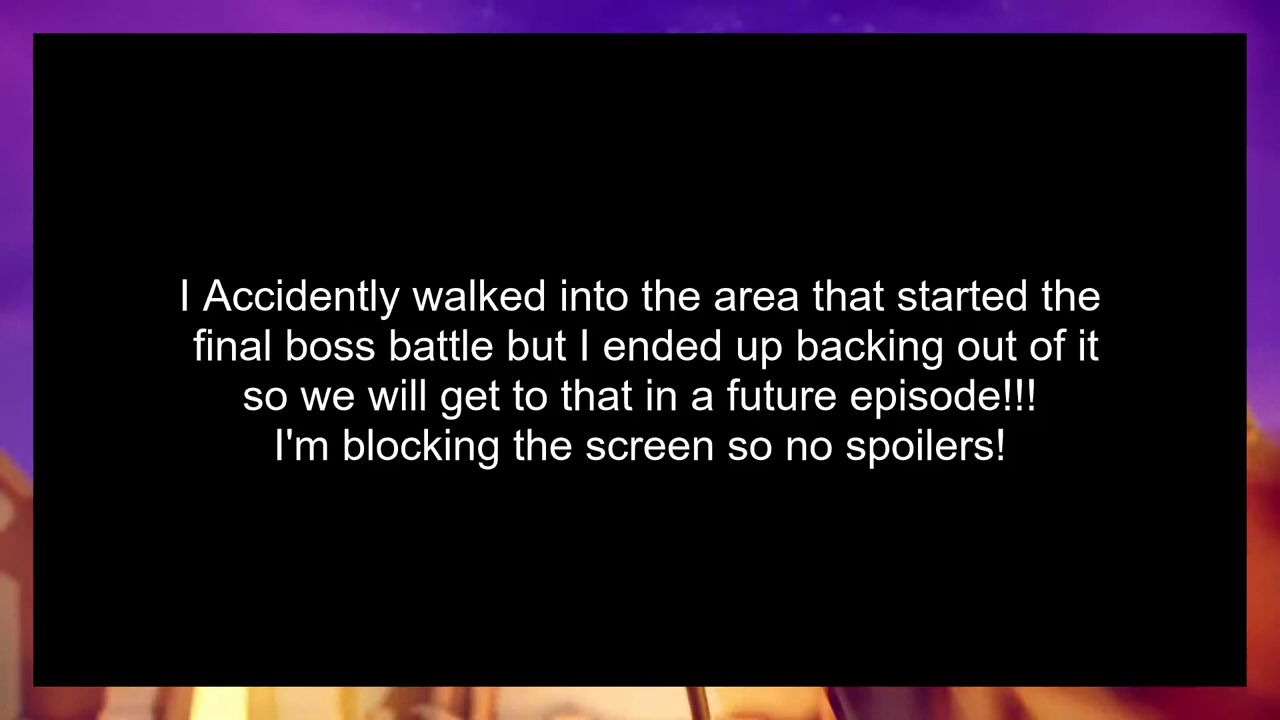 I Accidently walked into the area that started the
final boss battle but I ended up backing out of it
so we will get to that in a future episode!!!
I'm blocking the screen so no spoilers!